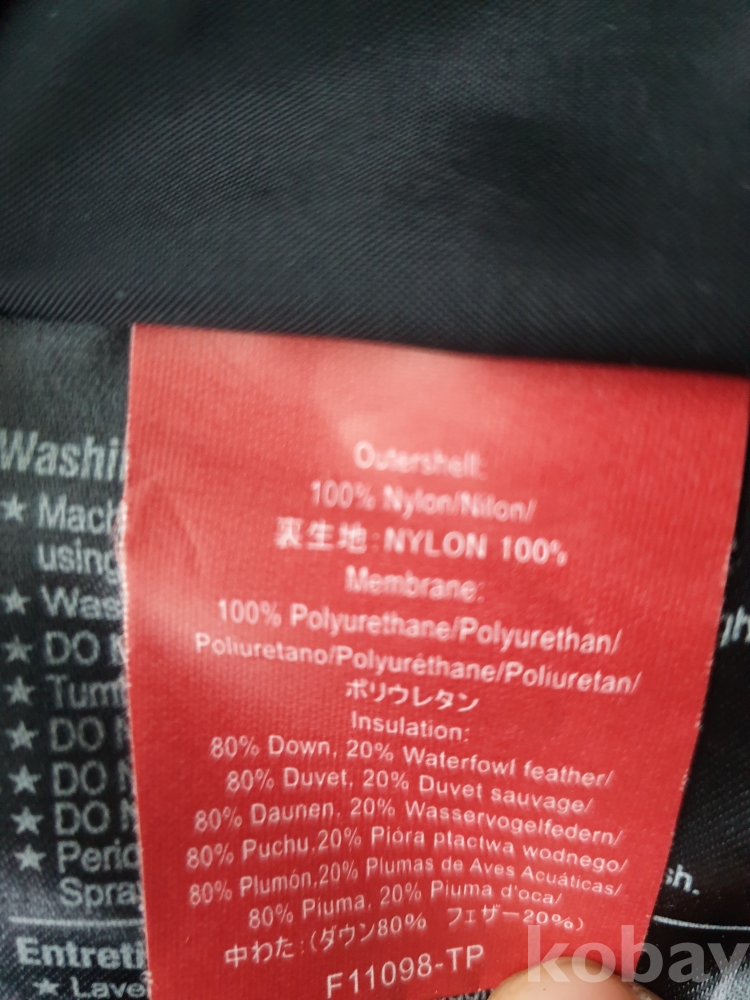 Outershell:
100% Nylon/Nilon/
裏生地:NYLON 100%
Membrane:
100% Polyurethane/Polyurethan/
Poliuretano/Polyuréthane/Poliuretan/
ポリウレタン
Insulation:
80% Down, 20% Waterfowl feather/
80% Duvet, 20% Duvet sauvage/
80% Daunen, 20% Wasservogelfedern/
80% Puchu,20% Pióra ptactwa wodnego/
80% Plumón,20% Plumas de Aves Acuáticas/
80% Piuma, 20% Piuma d'oca/
中わた:(ダウン80% フェザー20%)
F11098-TP
Washi
★ Mac
using
★ Was
★ DO
★ Tum
★ DO
★ DO
★ DO
★ Perio
Spra
sh.
Entreti
★ Lave
kobay